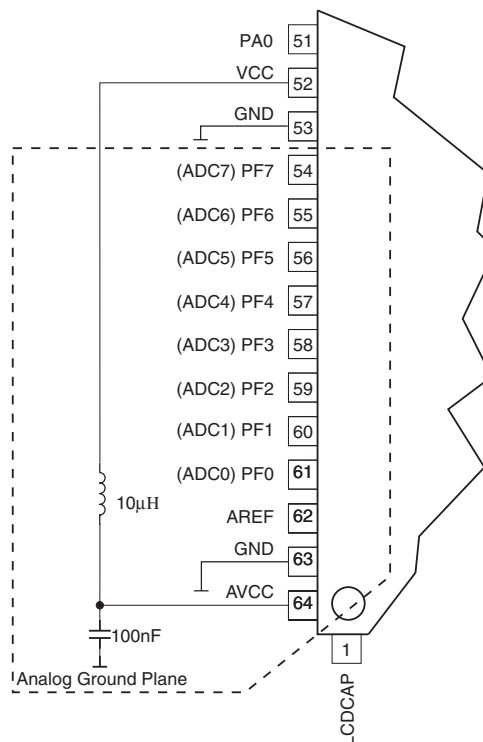 PA0 51
VCC 52
GND 53
(ADC7) PF7 54
(ADC6) PF6 55
(ADC5) PF5 56
(ADC4) PF4 57
(ADC3) PF3 58
(ADC2) PF2 59
(ADC1) PF1 60
(ADC0) PF0 61
10μH
AREF 62
GND 63
AVCC 64
100nF
Analog Ground Plane
1
LCDCAP